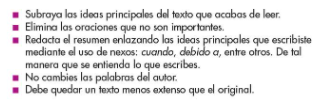 ■ Subraya las ideas principales del texto que acabas de leer.
■ Elimina las oraciones que no son importantes.
■ Redacta el resumen enlazando las ideas principales que escribiste
mediante el uso de nexos: cuando, debido a, entre otros. De tal
manera que se entienda lo que escribes.
■ No cambies las palabras del autor.
■ Debe quedar un texto menos extenso que el original.